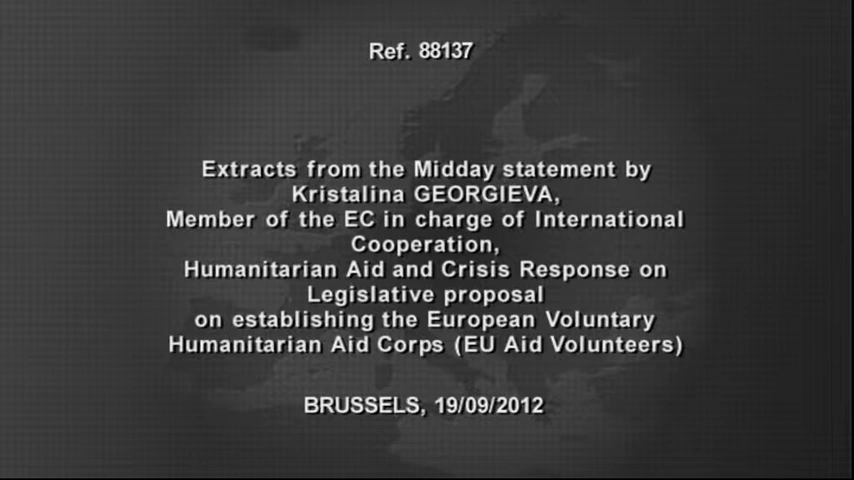 Ref. 88137
Extracts from the Midday statement by
Kristalina GEORGIEVA,
Member of the EC in charge of International
Cooperation,
Humanitarian Aid and Crisis Response on
Legislative proposal
on establishing the European Voluntary
Humanitarian Aid Corps (EU Aid Volunteers)
BRUSSELS, 19/09/2012